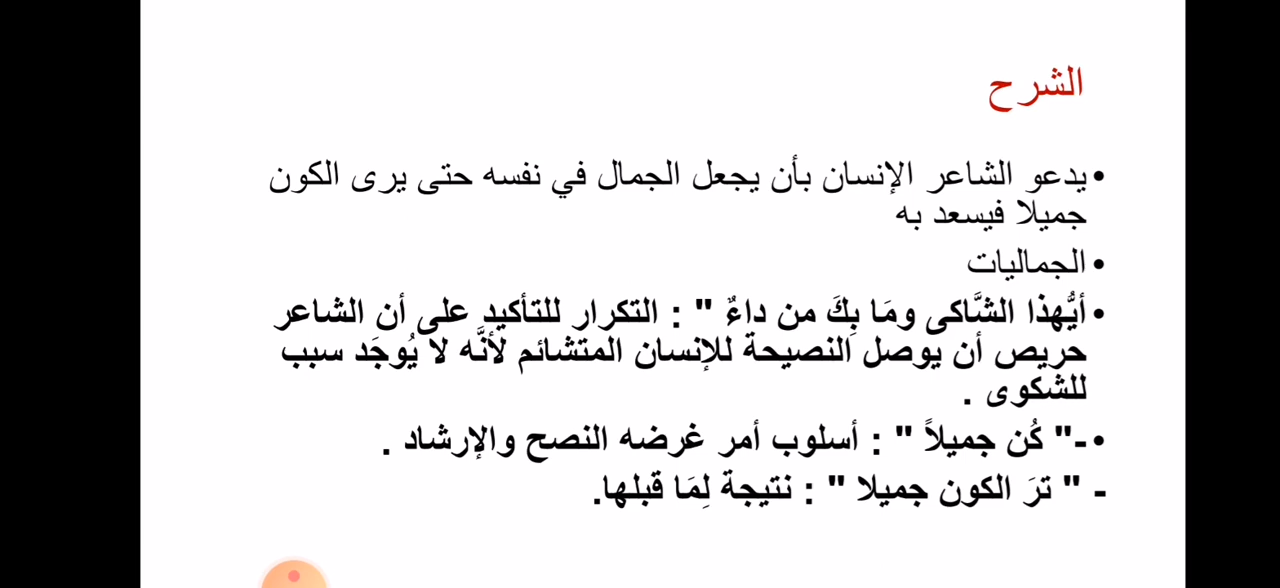 الشرح
• يدعو الشاعر الإنسان بأن يجعل الجمال في نفسه حتى يرى الكون
جميلا فيسعد به
• الجماليات
• أيُّهذا الشَّاكى ومَا بِكَ من داءٌ " : التكرار للتأكيد على أن الشاعر
حريص أن يوصل النصيحة للإنسان المتشائم لأنَّه لا يُوجَد سبب
للشكوى .
• -" كُن جميلاً " : أسلوب أمر غرضه النصح والإرشاد .
- " ترَ الكون جميلا " : نتيجة لِمَا قبلها.